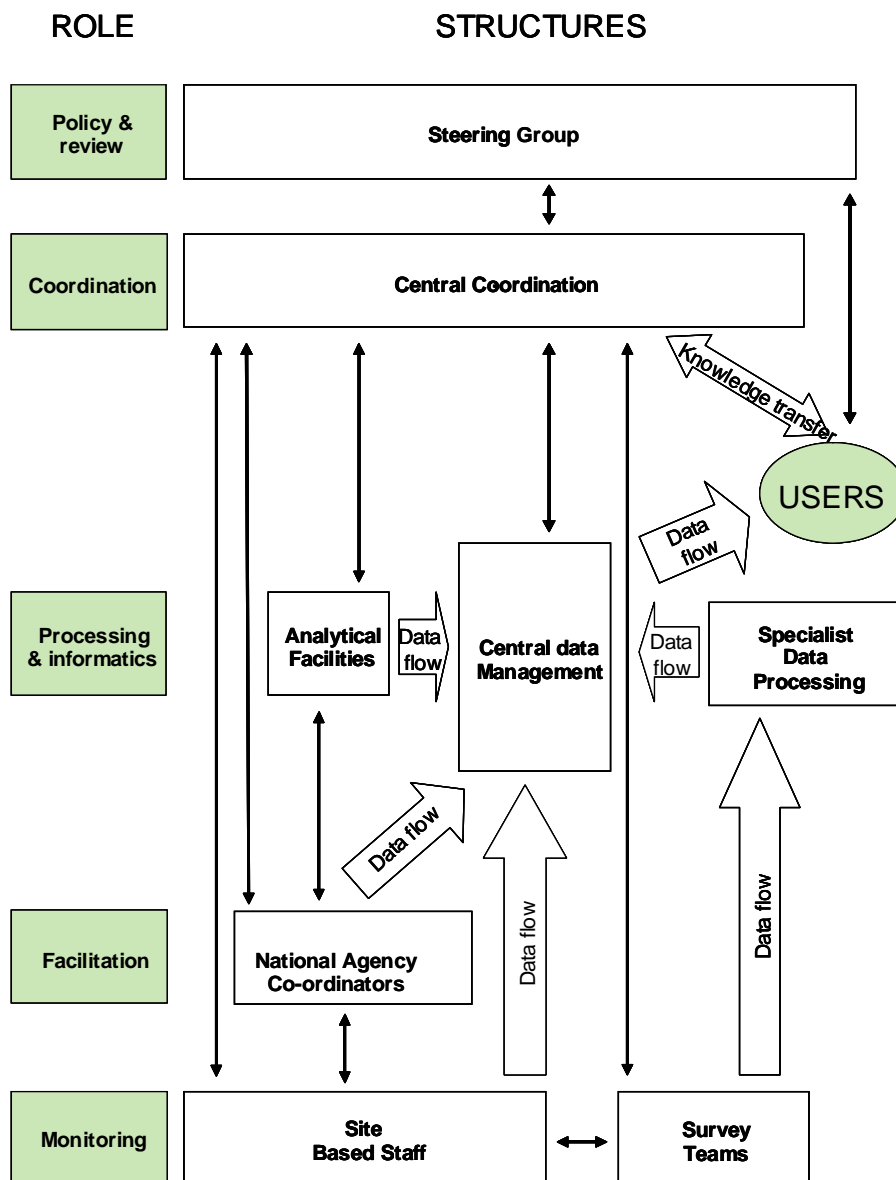 ROLE
STRUCTURES
Policy &
review
Steering Group
Coordination
Central Coordination
Knowledge transfer
USERS
Data
flow
Processing
& informatics
Analytical
Facilities
Data
flow
Central data
Management
Data
flow
Specialist
Data
Processing
Data flow
Data flow
Data flow
Facilitation
National Agency
Co-ordinators
Monitoring
Site
Based Staff
Survey
Teams